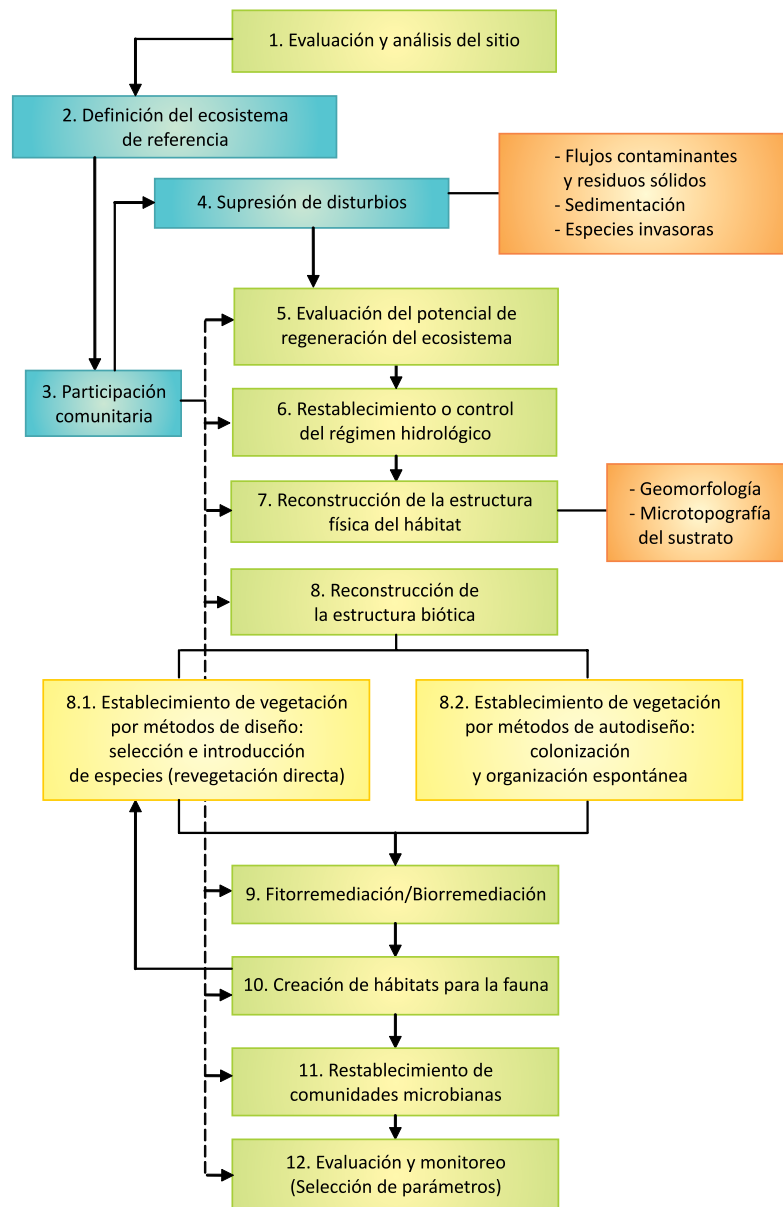 1. Evaluación y análisis del sitio
2. Definición del ecosistema
de referencia
- Flujos contaminantes
y residuos sólidos
- Sedimentación
- Especies invasoras
4. Supresión de disturbios
5. Evaluación del potencial de
regeneración del ecosistema
3. Participación
comunitaria
6. Restablecimiento o control
del régimen hidrológico
7. Reconstrucción de la estructura
física del hábitat
- Geomorfología
- Microtopografía
del sustrato
8. Reconstrucción de
la estructura biótica
8.1. Establecimiento de vegetación
por métodos de diseño:
selección e introducción
de especies (revegetación directa)
8.2. Establecimiento de vegetación
por métodos de autodiseño:
colonización
y organización espontánea
9. Fitorremediación/Biorremediación
10. Creación de hábitats para la fauna
11. Restablecimiento de
comunidades microbianas
12. Evaluación y monitoreo
(Selección de parámetros)